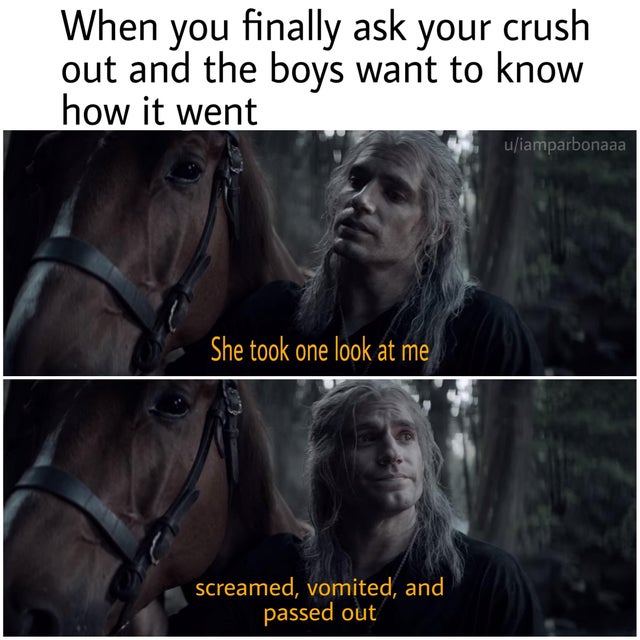 When you finally ask your crush
out and the boys want to know
how it went
u/iamparbonaaa
She took one look at me
screamed, vomited, and
passed out